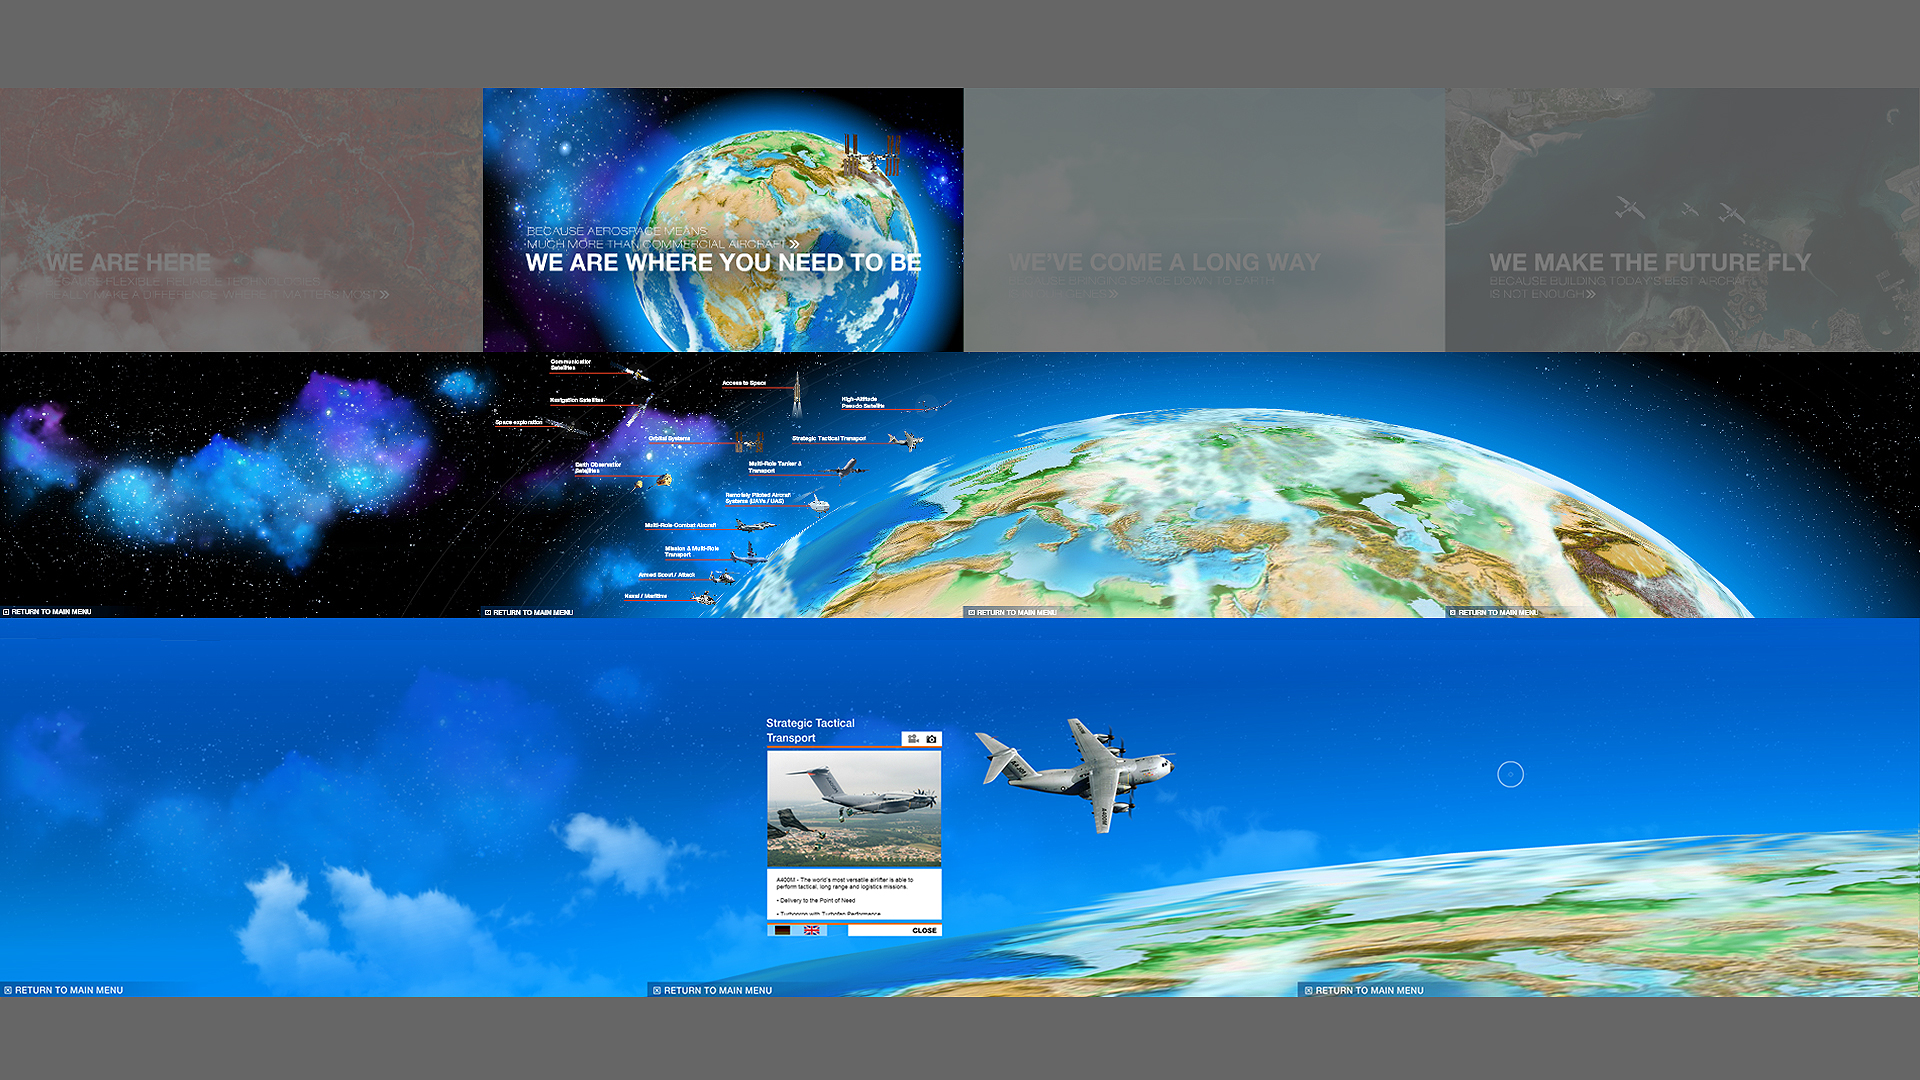 WE ARE HERE
BECAUSE FLEXIBLE, RELIABLE TECHNOLOGIES
REALLY MAKE A DIFFERENCE WHERE IT MATTERS MOST »
BECAUSE AEROSPACE MEANS
MUCH MORE THAN COMMERCIAL AIRCRAFT »
WE ARE WHERE YOU NEED TO BE
WE'VE COME A LONG WAY
BRINGING SPACE DOWN TO EARTH
WE MAKE THE FUTURE FLY
BECAUSE BUILDING TODAY'S BEST AIRCRAFT
IS NOT ENOUGH »
Communication
Satellites
Access to Space
Navigation Satellites
High-Altitude
Pseudo Satellite
Space exploration
Orbital Systems
Strategic Tactical Transport
Earth Observation
Satellites
Multi-Role Tanker &
Transport
Remotely Piloted Aircraft
Systems (UAVs / UAS)
Multi-Role Combat Aircraft
Mission & Multi-Role
Transport
Armed Scout / Attack
Naval / Maritime
RETURN TO MAIN MENU
RETURN TO MAIN MENU
RETURN TO MAIN MENU
RETURN TO MAIN MENU
Strategic Tactical
Transport
A400M
A400M - The world's most versatile airlifter is able to
perform tactical, long range and logistics missions.
• Delivery to the Point of Need
• Turboprop with Turbofan Performance
CLOSE
RETURN TO MAIN MENU
RETURN TO MAIN MENU
RETURN TO MAIN MENU